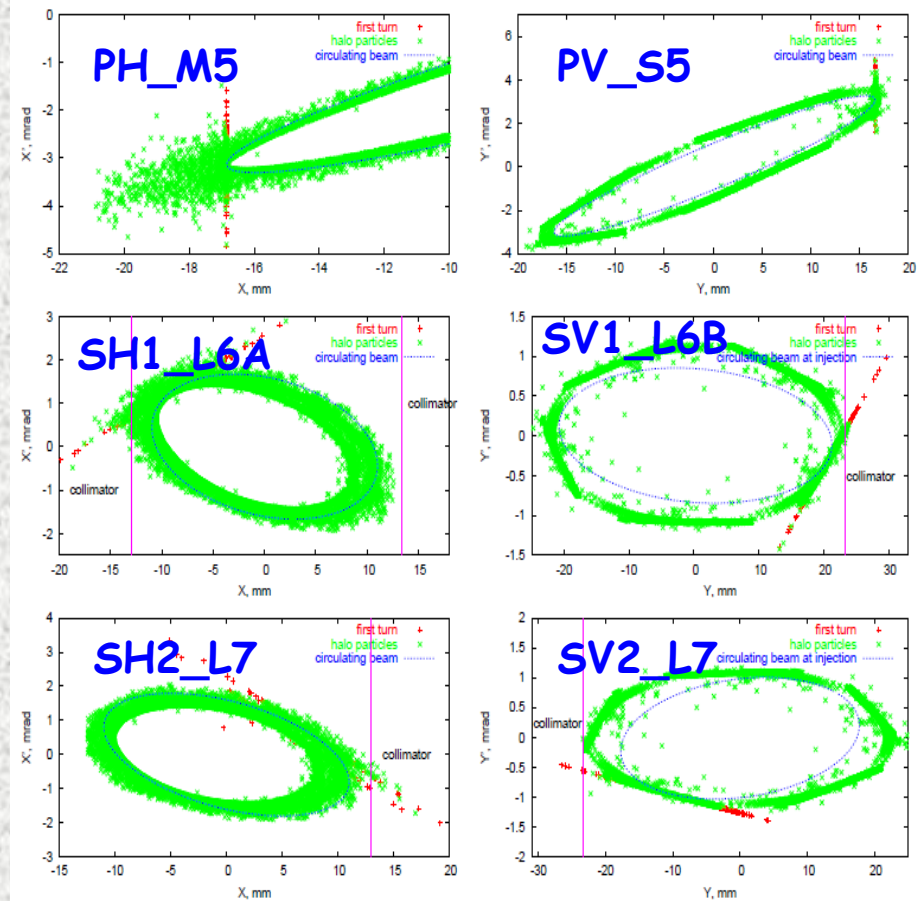 PH_M5
first turn
halo particles
circulating beam
X', mrad
0
-1
-2
-3
-4
-5
-22 -20 -18 -16 -14 -12 -10
X, mm
PV_S5
first turn
halo particles
circulating beam
Y', mrad
6
4
2
0
-2
-4
-20 -15 -10 -5 0 5 10 15 20
Y, mm
SH1_L6A
first turn
halo particles
circulating beam
collimator
collimator
X', mrad
3
2
1
0
-1
-2
-20 -15 -10 -5 0 5 10 15
X, mm
SV1_L6B
first turn
halo particles
circulating beam at injection
collimator
Y', mrad
1.5
1
0.5
0
-0.5
-1
-1.5
-20 -10 0 10 20 30
Y, mm
SH2_L7
first turn
halo particles
circulating beam
collimator
X', mrad
4
3
2
1
0
-1
-2
-3
-15 -10 -5 0 5 10 15 20
X, mm
SV2_L7
first turn
halo particles
circulating beam at injection
collimator
Y', mrad
2
1.5
1
0.5
0
-0.5
-1
-1.5
-2
-30 -20 -10 0 10 20
Y, mm